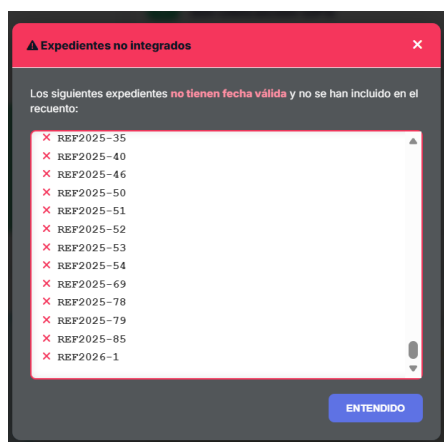 Expedientes no integrados
Los siguientes expedientes no tienen fecha válida y no se han incluido en el
recuento:
REF2025-35
REF2025-40
REF2025-46
REF2025-50
REF2025-51
REF2025-52
REF2025-53
REF2025-54
REF2025-69
REF2025-78
REF2025-79
REF2025-85
REF2026-1
ENTENDIDO